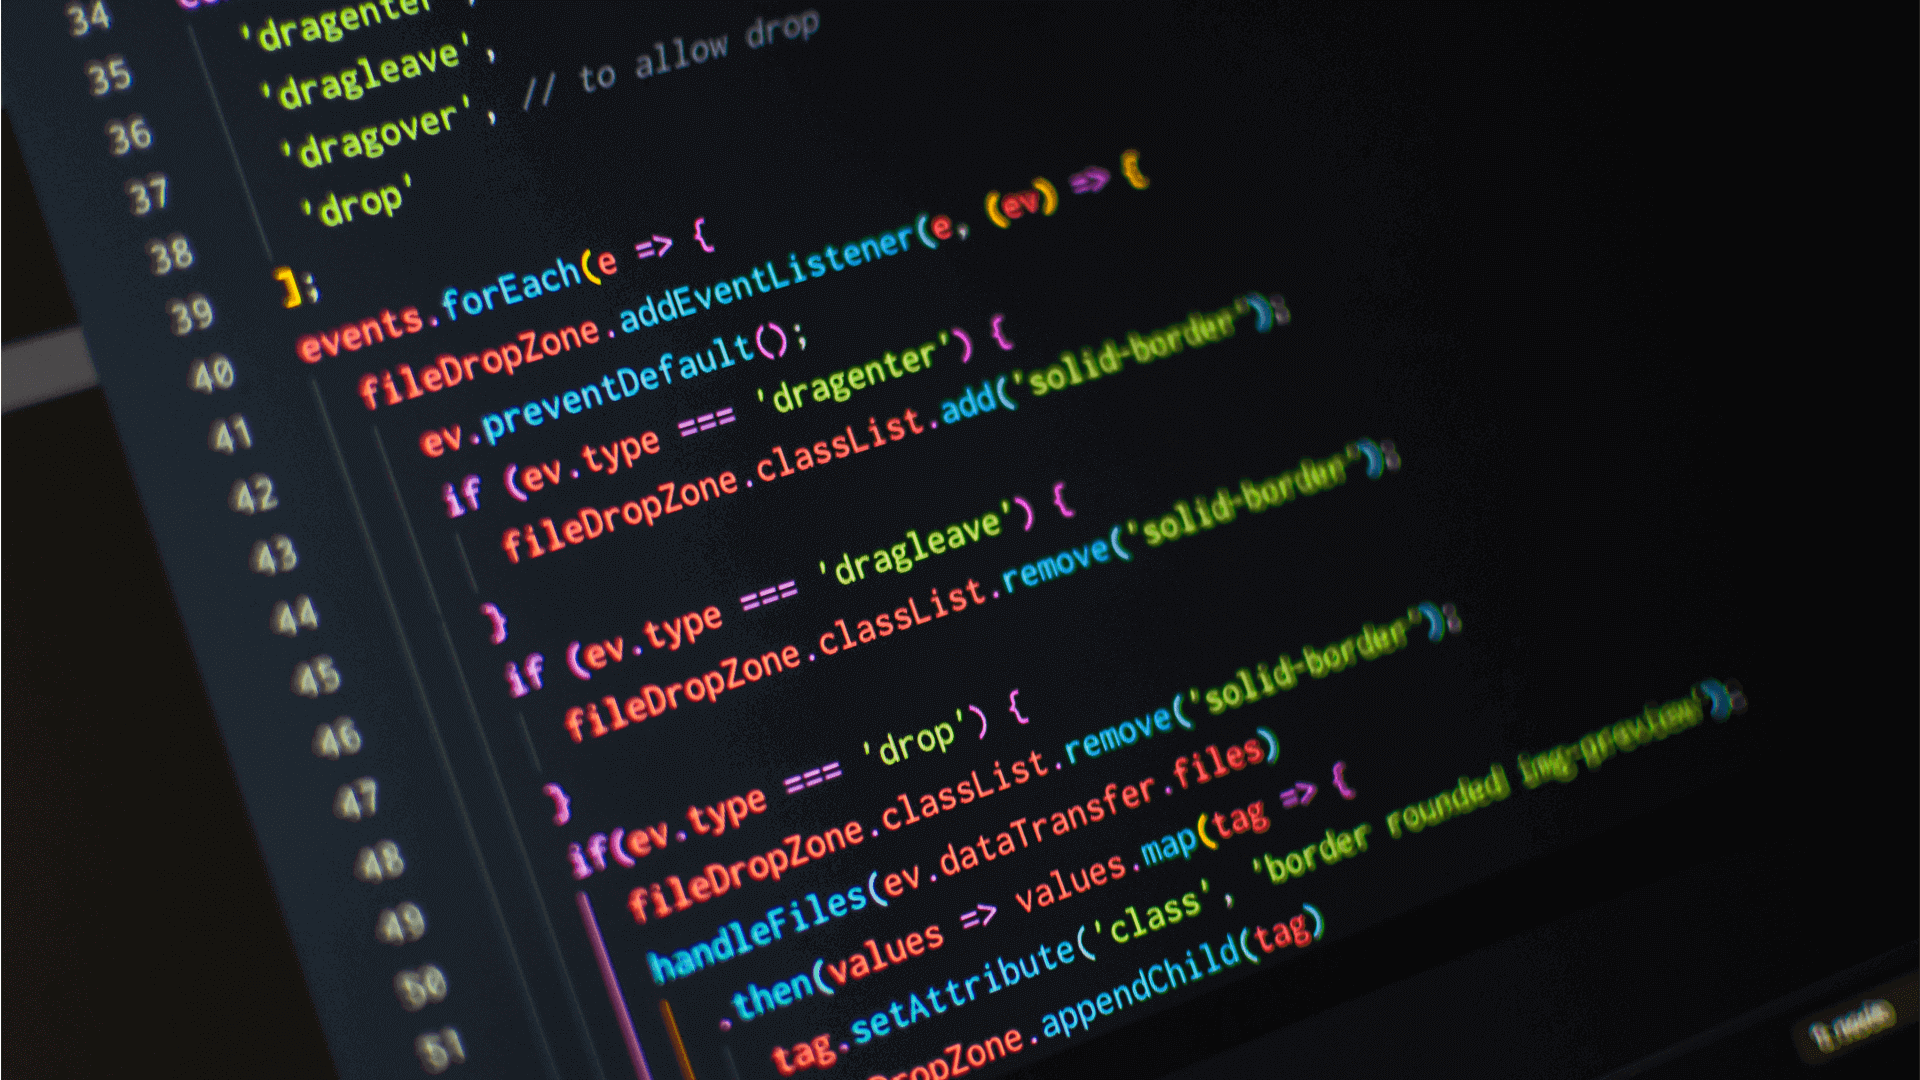 34
35 'dragenter',
36 'dragleave',
37 'dragover', // to allow drop
38 'drop'
39 ];
40 events.forEach(e => {
41 fileDropZone.addEventListener(e, (ev) => {
42 ev.preventDefault();
43 if (ev.type === 'dragenter') {
44 fileDropZone.classList.add('solid-border');
45 }
46 if (ev.type === 'dragleave') {
47 fileDropZone.classList.remove('solid-border');
48 }
49 if(ev.type === 'drop') {
50 fileDropZone.classList.remove('solid-border');
51 handleFiles(ev.dataTransfer.files)
.then(values => values.map(tag => {
tag.setAttribute('class', 'border rounded img-preview');
DropZone.appendChild(tag)